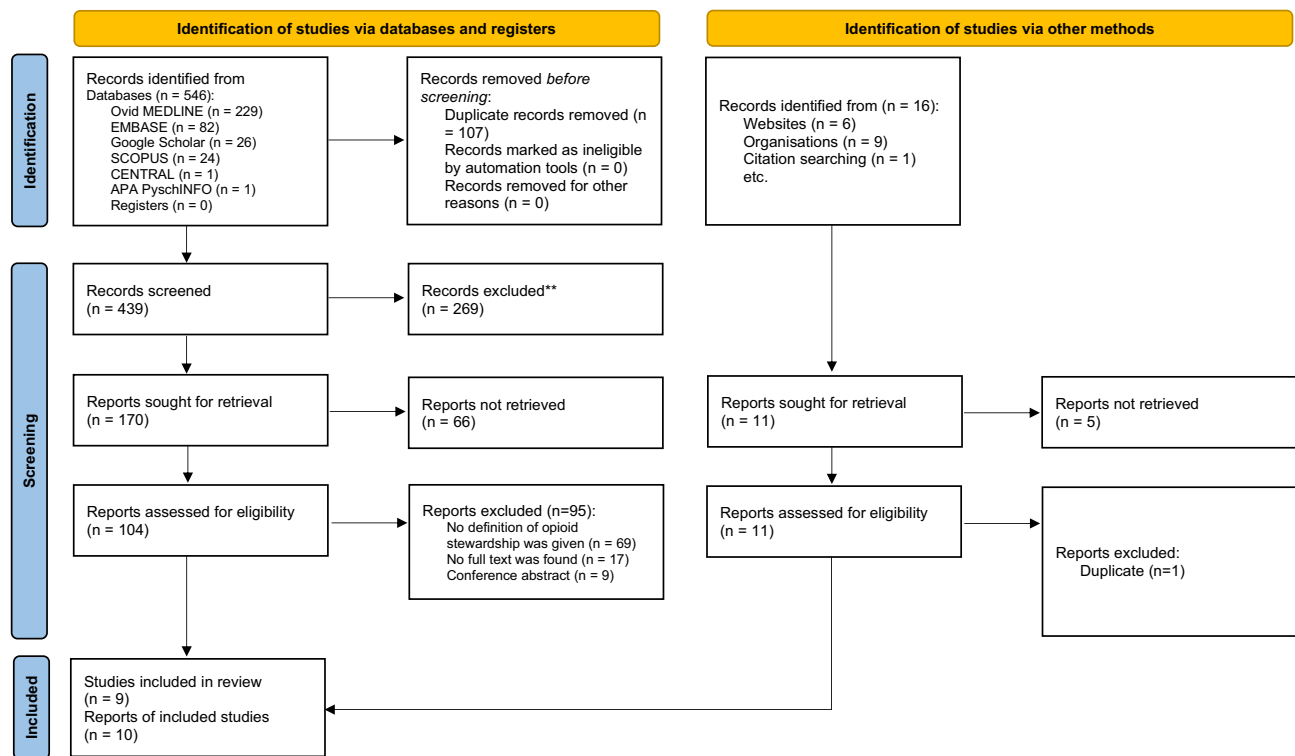 Identification of studies via databases and registers
Identification of studies via other methods
Identification
Records identified from
Databases (n = 546):
Ovid MEDLINE (n = 229)
EMBASE (n = 82)
Google Scholar (n = 26)
SCOPUS (n = 24)
CENTRAL (n = 1)
APA PyschINFO (n = 1)
Registers (n = 0)
Records removed before
screening:
Duplicate records removed (n
= 107)
Records marked as ineligible
by automation tools (n = 0)
Records removed for other
reasons (n = 0)
Records identified from (n = 16):
Websites (n = 6)
Organisations (n = 9)
Citation searching (n = 1)
etc.
Screening
Records screened
(n = 439)
Records excluded**
(n = 269)
Reports sought for retrieval
(n = 170)
Reports not retrieved
(n = 66)
Reports sought for retrieval
(n = 11)
Reports not retrieved
(n = 5)
Reports assessed for eligibility
(n = 104)
Reports excluded (n=95):
No definition of opioid
stewardship was given (n = 69)
No full text was found (n = 17)
Conference abstract (n = 9)
Reports assessed for eligibility
(n = 11)
Reports excluded:
Duplicate (n=1)
Included
Studies included in review
(n = 9)
Reports of included studies
(n = 10)